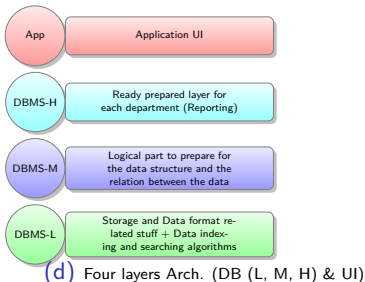 App
Application UI
DBMS-H
Ready prepared layer for
each department (Reporting)
DBMS-M
Logical part to prepare for
the data structure and the
relation between the data
DBMS-L
Storage and Data format re-
lated stuff + Data index-
ing and searching algorithms
(d) Four layers Arch. (DB (L, M, H) & UI)